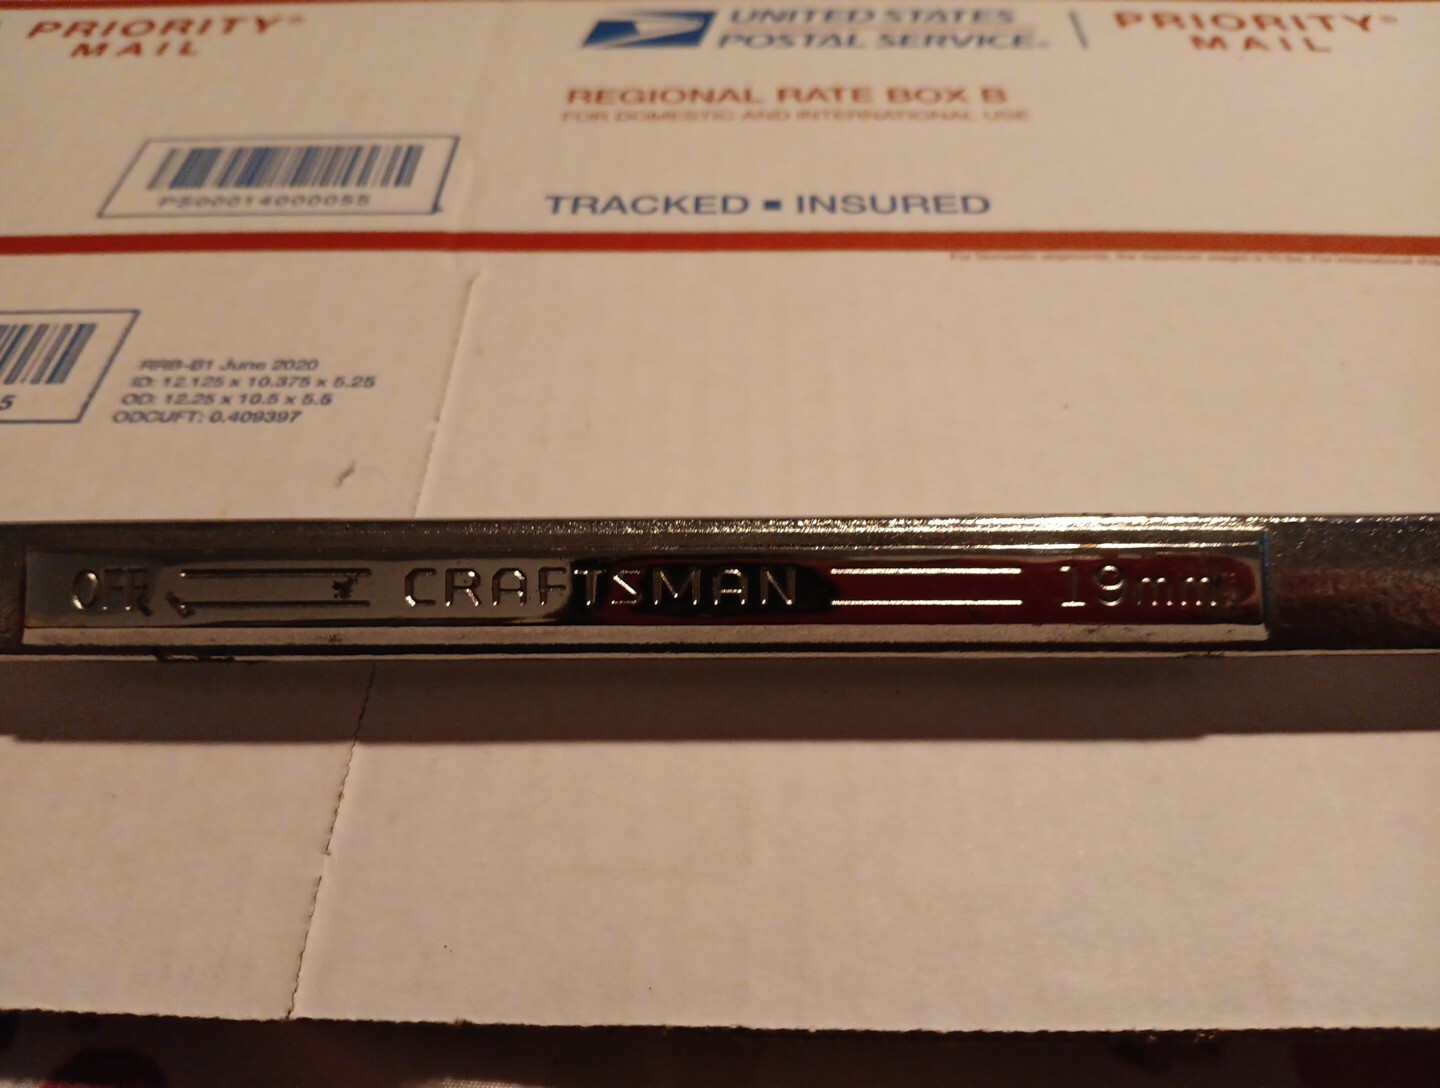 PRIORITY®
MAIL
UNITED STATES
POSTAL SERVICE®
PRIORITY®
MAIL
REGIONAL RATE BOX B
FOR DOMESTIC AND INTERNATIONAL USE
PS00014000055
TRACKED ■ INSURED
5
RRB-B1 June 2020
ID: 12.125 x 10.375 x 5.25
OD: 12.25 x 10.5 x 5.5
ODCUFT: 0.409397
OFF CRAFTSMAN 19mm